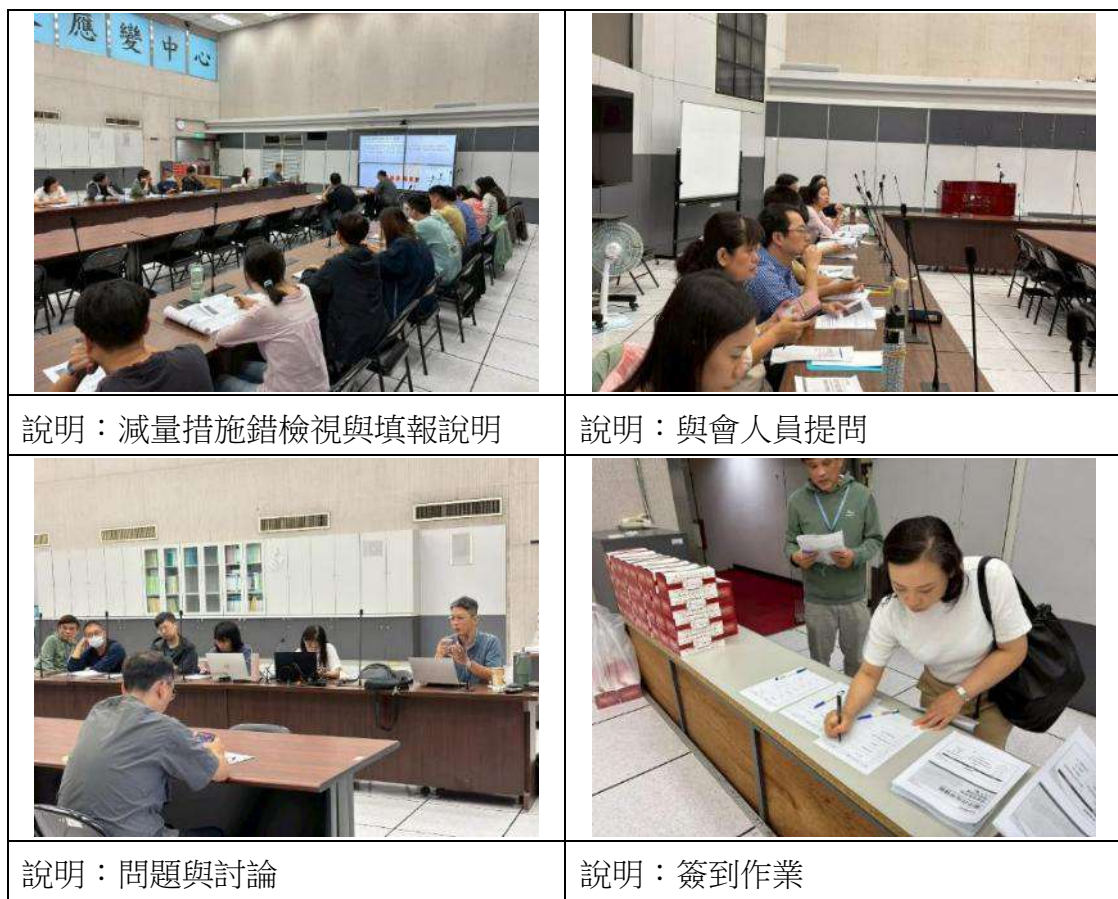 應變中心
說明：減量措施錯檢視與填報說明
說明：與會人員提問
說明：問題與討論
說明：簽到作業